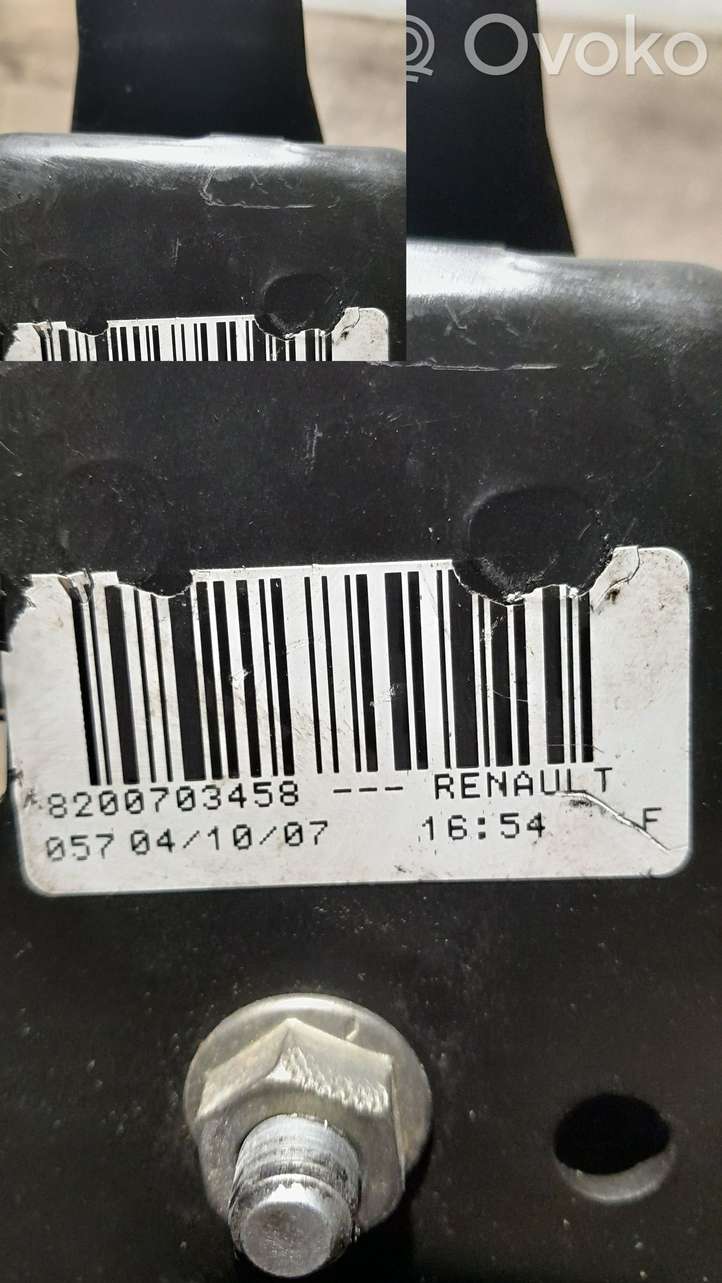 Ovoko
*8200703458 --- RENAULT
057 04/10/07 16:54 F